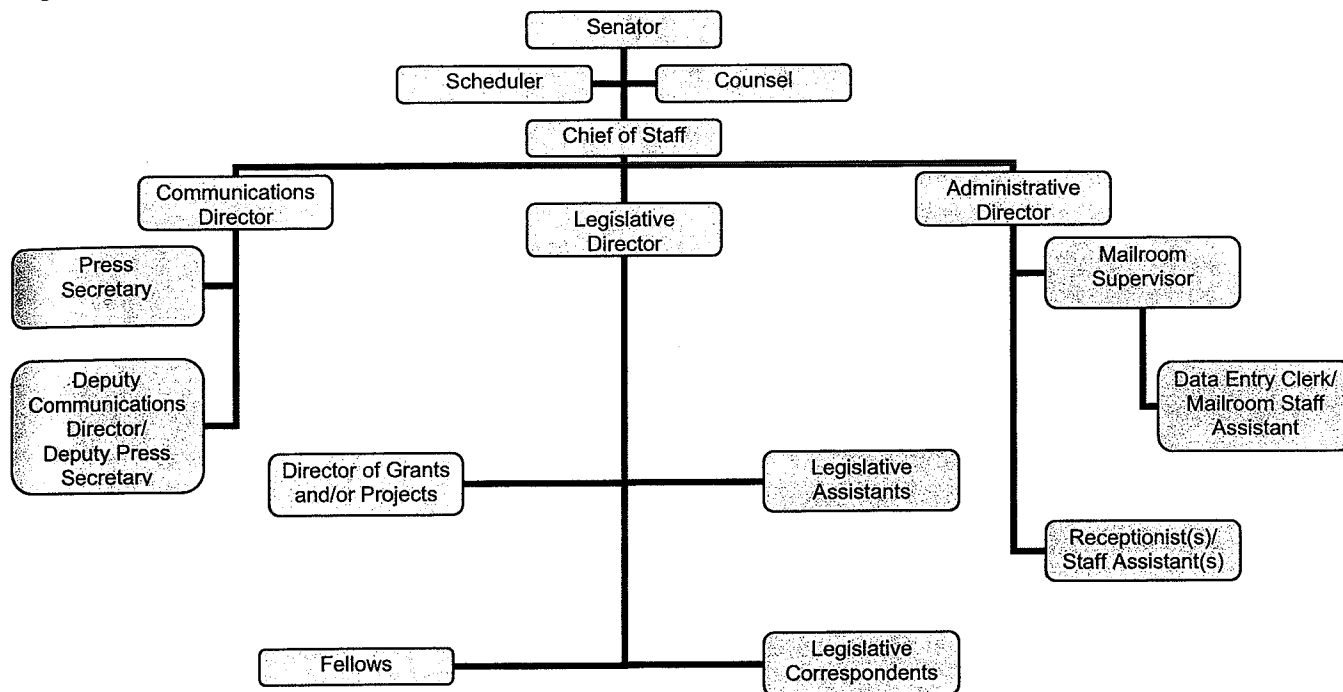 Senator
Scheduler
Counsel
Chief of Staff
Communications
Director
Legislative
Director
Administrative
Director
Press
Secretary
Mailroom
Supervisor
Deputy
Communications
Director/
Deputy Press
Secretary
Data Entry Clerk/
Mailroom Staff
Assistant
Director of Grants
and/or Projects
Legislative
Assistants
Receptionist(s)/
Staff Assistant(s)
Fellows
Legislative
Correspondents